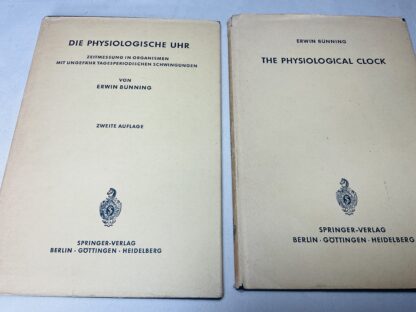 DIE PHYSIOLOGISCHE UHR
ZEITMESSUNG IN ORGANISMEN
MIT UNGEFÄHR TAGESPERIODISCHEN SCHWINGUNGEN
VON
ERWIN BÜNNING
ZWEITE AUFLAGE
SPRINGER-VERLAG
BERLIN · GÖTTINGEN · HEIDELBERG
ERWIN BÜNNING
THE PHYSIOLOGICAL CLOCK
SPRINGER-VERLAG
BERLIN · GÖTTINGEN · HEIDELBERG